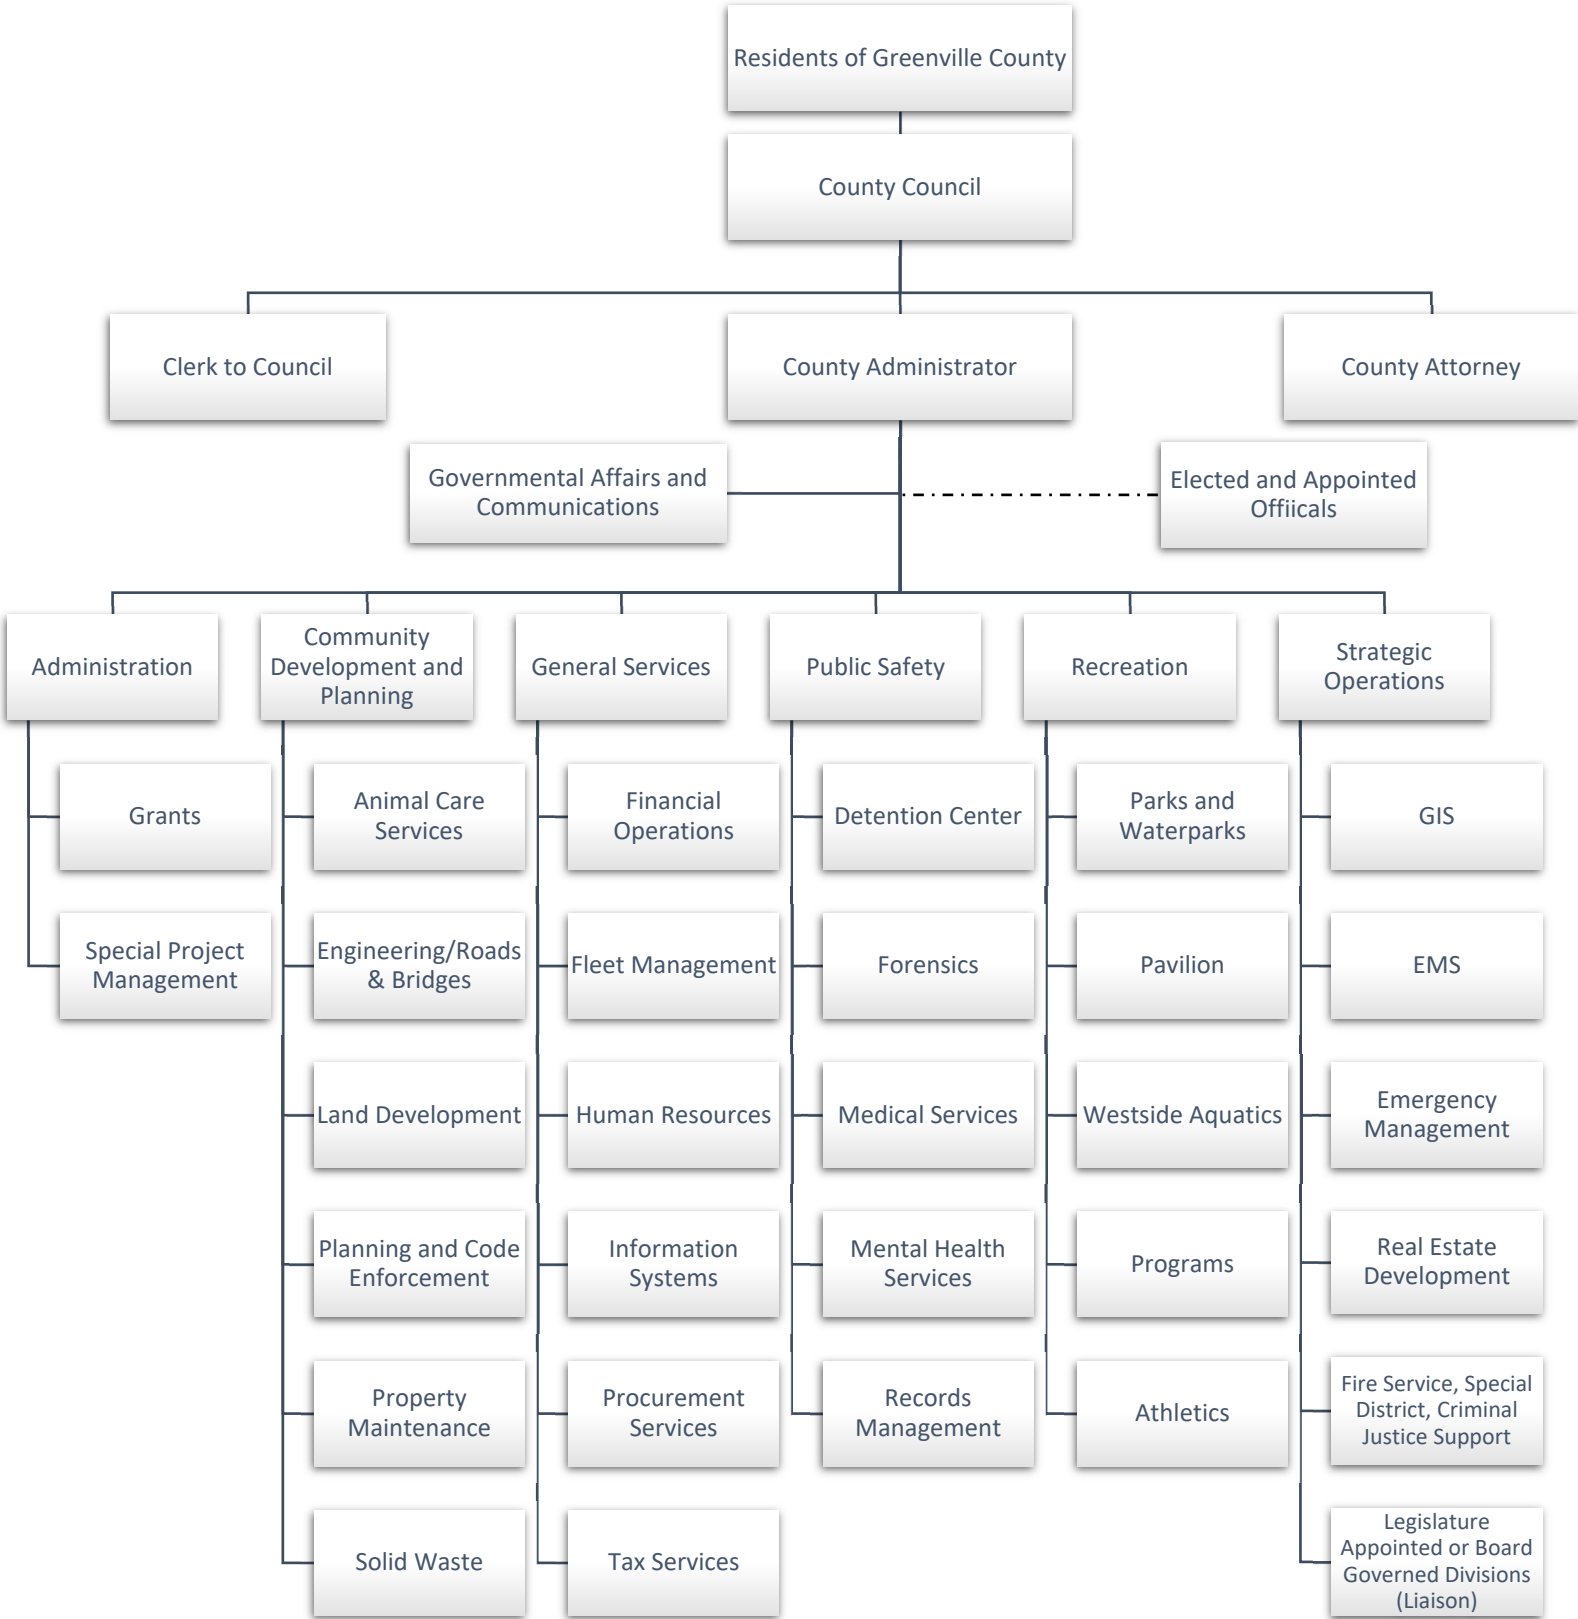 Residents of Greenville County
County Council
Clerk to Council
County Administrator
County Attorney
Governmental Affairs and
Communications
Elected and Appointed
Offiicals
Administration
Community
Development and
Planning
General Services
Public Safety
Recreation
Strategic
Operations
Grants
Special Project
Management
Animal Care
Services
Engineering/Roads
& Bridges
Land Development
Planning and Code
Enforcement
Property
Maintenance
Solid Waste
Financial
Operations
Fleet Management
Human Resources
Information
Systems
Procurement
Services
Tax Services
Detention Center
Forensics
Medical Services
Mental Health
Services
Records
Management
Parks and
Waterparks
Pavilion
Westside Aquatics
Programs
Athletics
GIS
EMS
Emergency
Management
Real Estate
Development
Fire Service, Special
District, Criminal
Justice Support
Legislature
Appointed or Board
Governed Divisions
(Liaison)